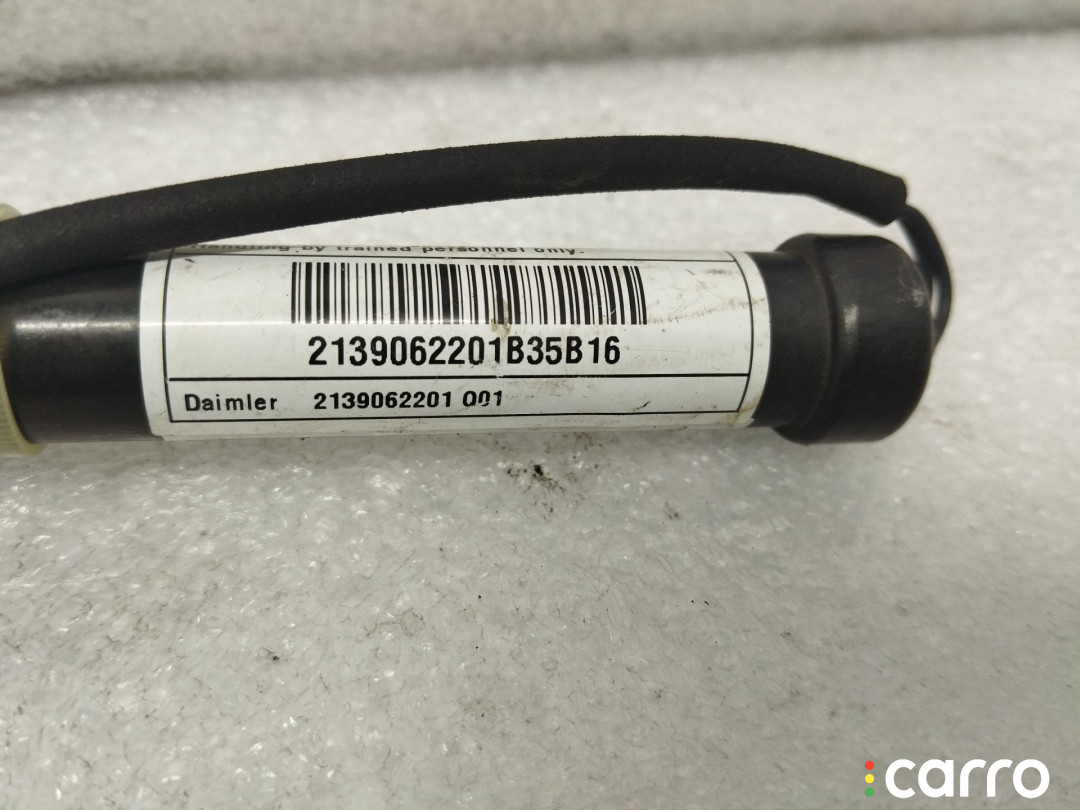 Handling by trained personnel only.
2139062201B35B16
Daimler 2139062201 001
carro